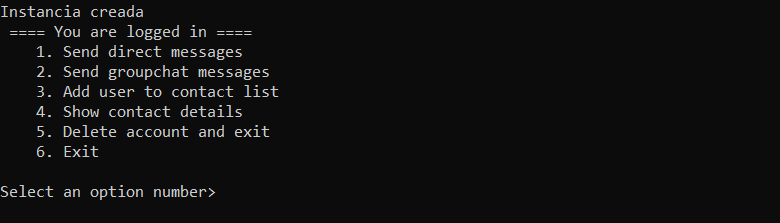 Instancia creada
==== You are logged in ====
1. Send direct messages
2. Send groupchat messages
3. Add user to contact list
4. Show contact details
5. Delete account and exit
6. Exit
Select an option number>